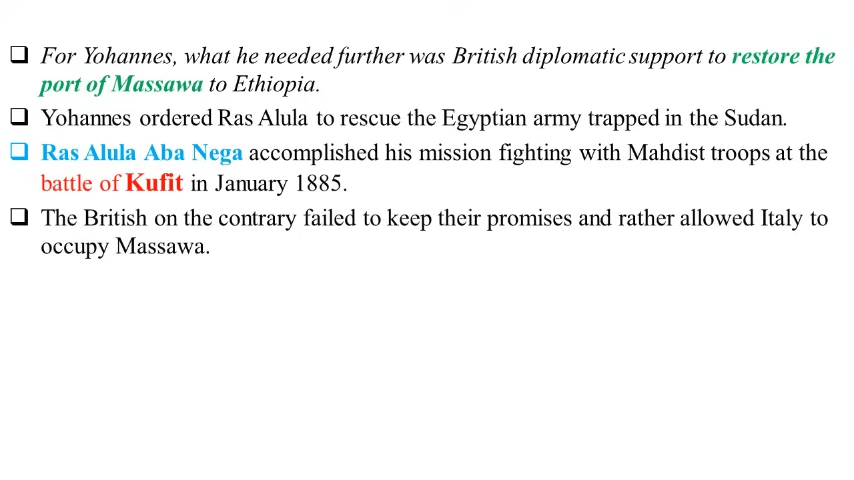 ❑ For Yohannes, what he needed further was British diplomatic support to restore the
port of Massawa to Ethiopia.
❑ Yohannes ordered Ras Alula to rescue the Egyptian army trapped in the Sudan.
❑ Ras Alula Aba Nega accomplished his mission fighting with Mahdist troops at the
battle of Kufit in January 1885.
❑ The British on the contrary failed to keep their promises and rather allowed Italy to
occupy Massawa.